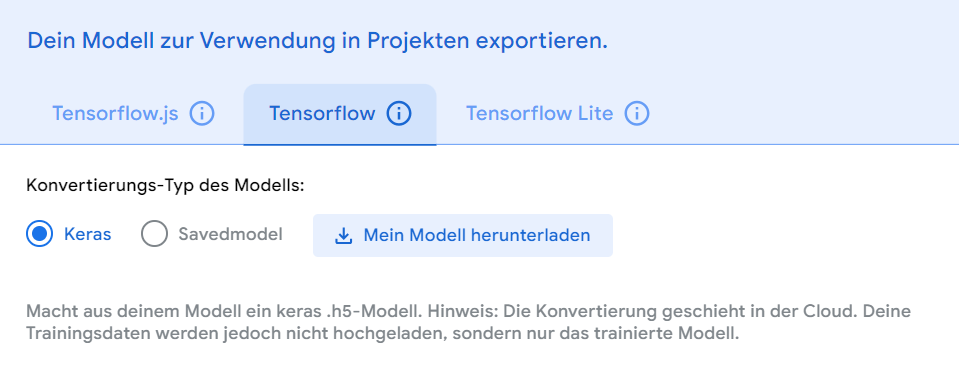 Dein Modell zur Verwendung in Projekten exportieren.
Tensorflow.js Tensorflow Tensorflow Lite
Konvertierungs-Typ des Modells:
Keras Savedmodel Mein Modell herunterladen
Macht aus deinem Modell ein keras .h5-Modell. Hinweis: Die Konvertierung geschieht in der Cloud. Deine
Trainingsdaten werden jedoch nicht hochgeladen, sondern nur das trainierte Modell.